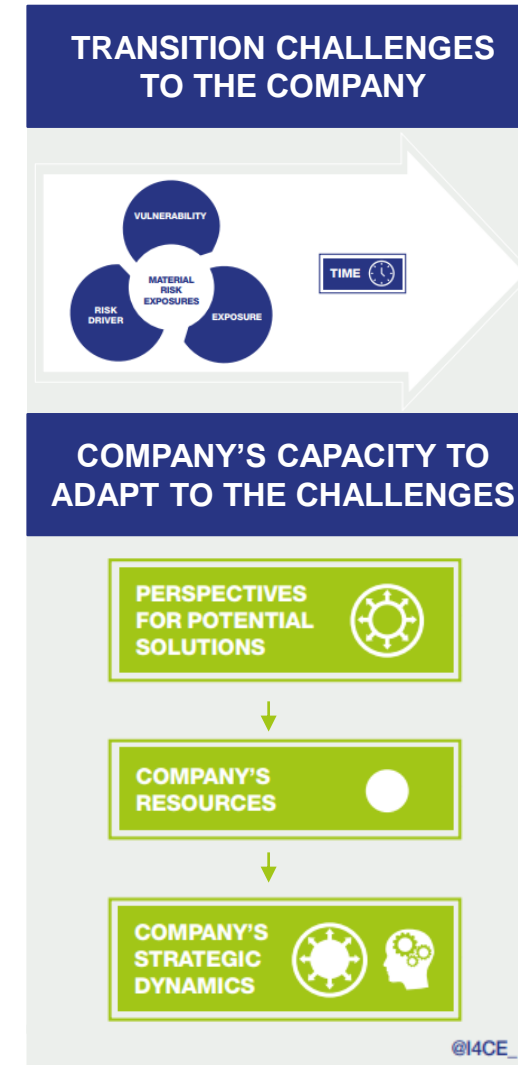 TRANSITION CHALLENGES
TO THE COMPANY
VULNERABILITY
MATERIAL
RISK
EXPOSURES
RISK
DRIVER
EXPOSURE
TIME
COMPANY'S CAPACITY TO
ADAPT TO THE CHALLENGES
PERSPECTIVES
FOR POTENTIAL
SOLUTIONS
COMPANY'S
RESOURCES
COMPANY'S
STRATEGIC
DYNAMICS
@I4CE_